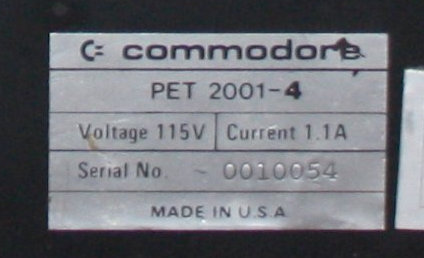 commodore
PET 2001-4
Voltage 115V Current 1.1A
Serial No. ~ 0010054
MADE IN U.S.A